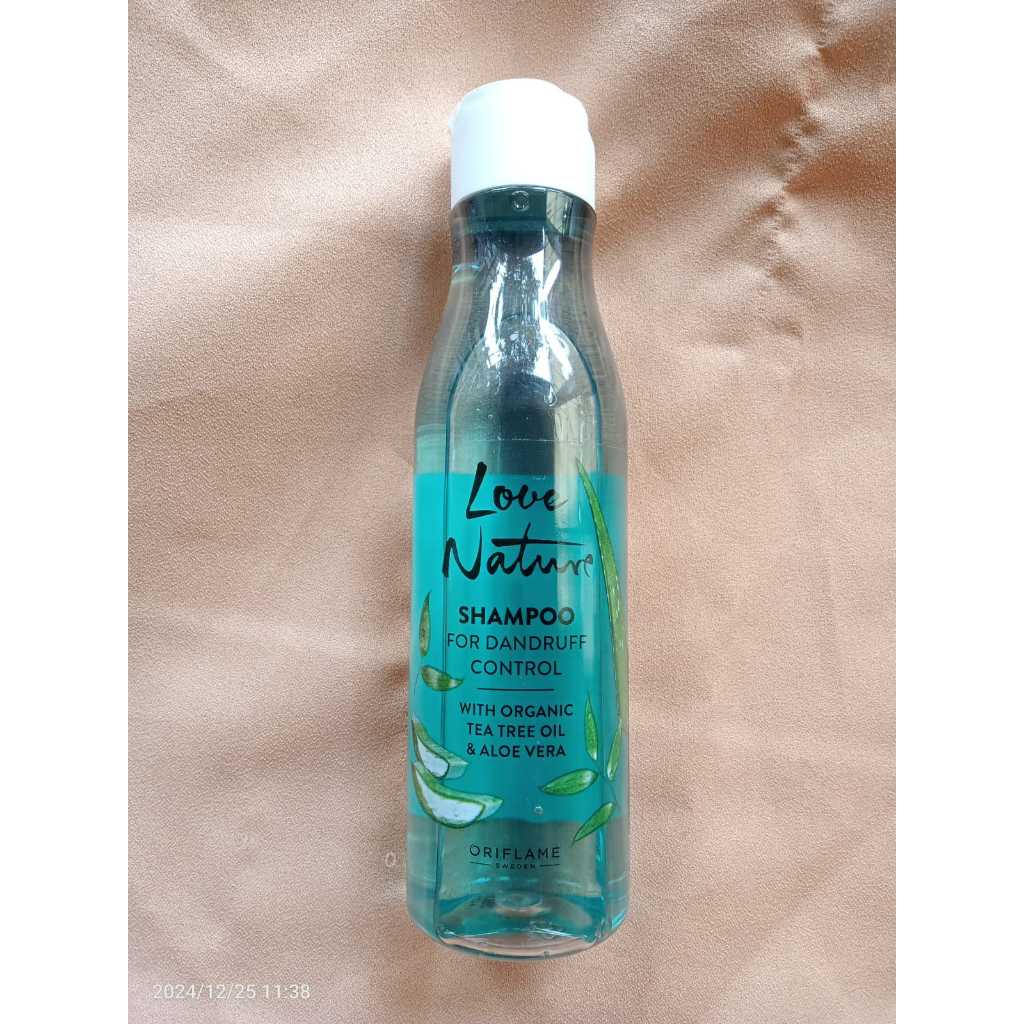 Love
Nature
SHAMPOO
FOR DANDRUFF
CONTROL
WITH ORGANIC
TEA TREE OIL
& ALOE VERA
ORIFLAME
SWEDEN
2024/12/25 11:38